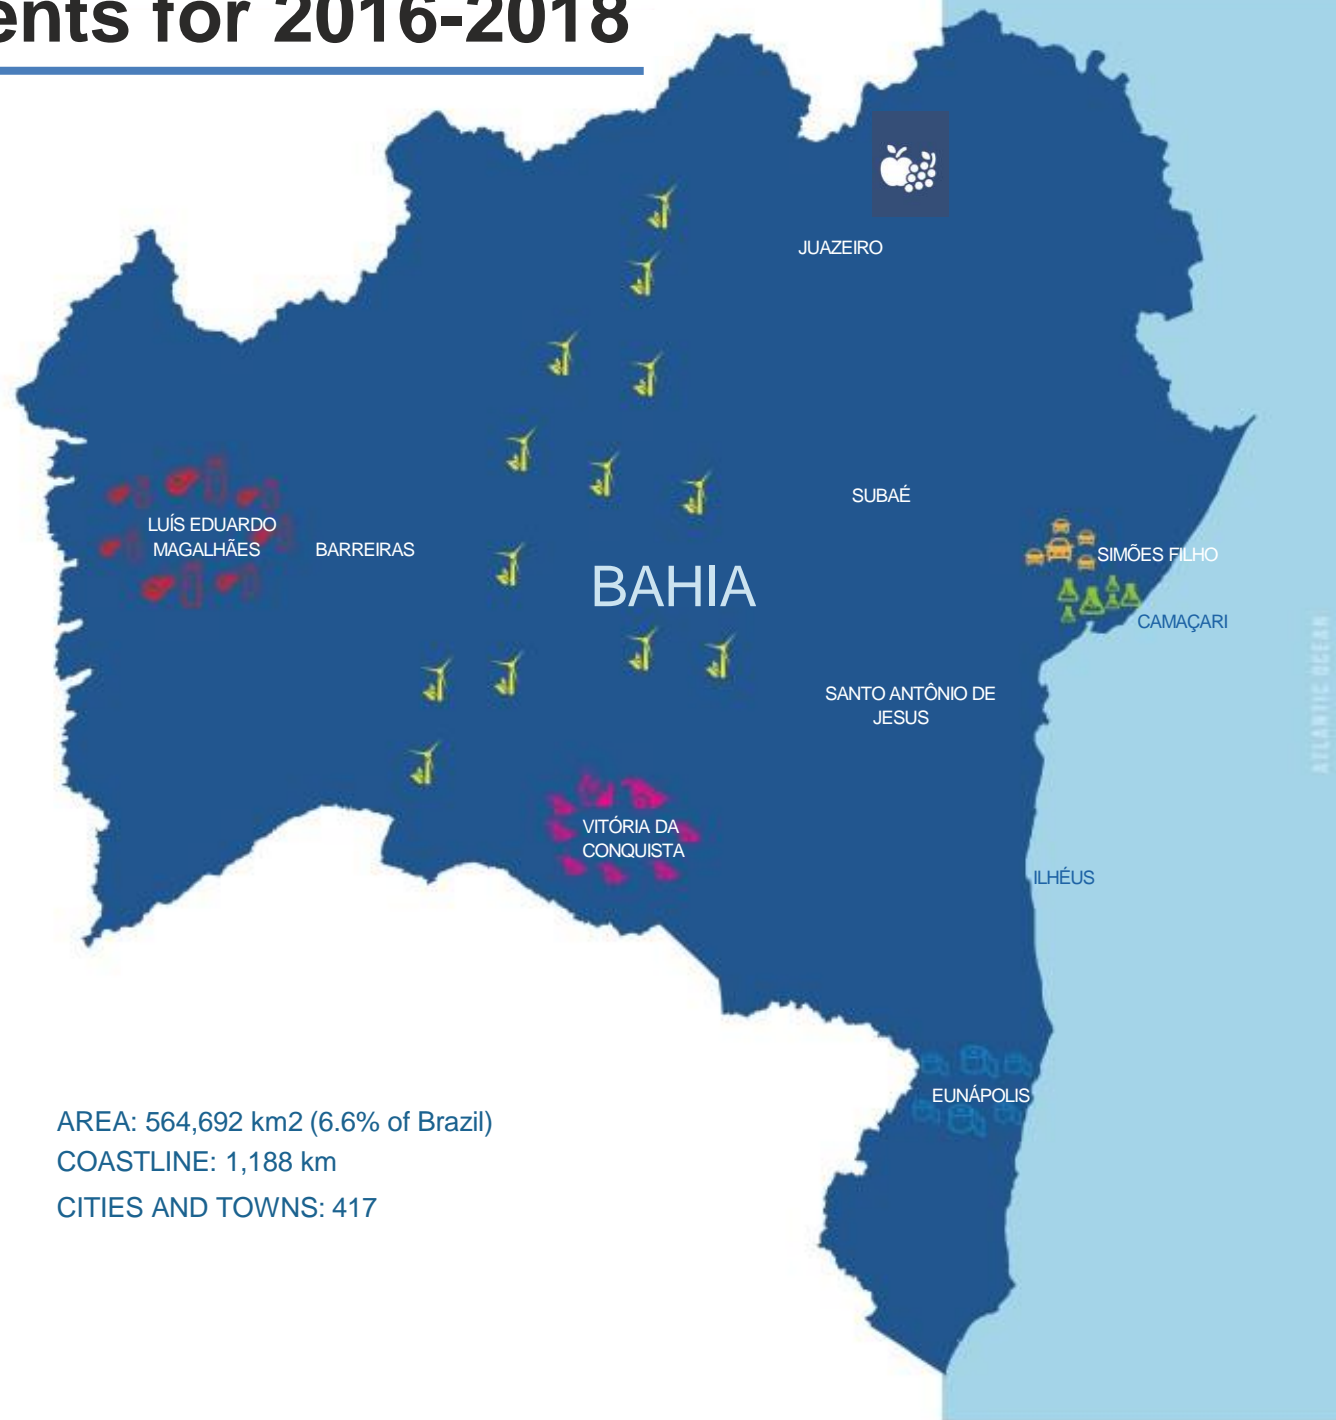 ents for 2016-2018
JUAZEIRO
SUBAÉ
LUÍS EDUARDO
MAGALHÃES
BARREIRAS
SIMÕES FILHO
BAHIA
CAMAÇARI
ATLANTIC OCEAN
SANTO ANTÔNIO DE
JESUS
VITÓRIA DA
CONQUISTA
ILHÉUS
EUNÁPOLIS
AREA: 564,692 km2 (6.6% of Brazil)
COASTLINE: 1,188 km
CITIES AND TOWNS: 417